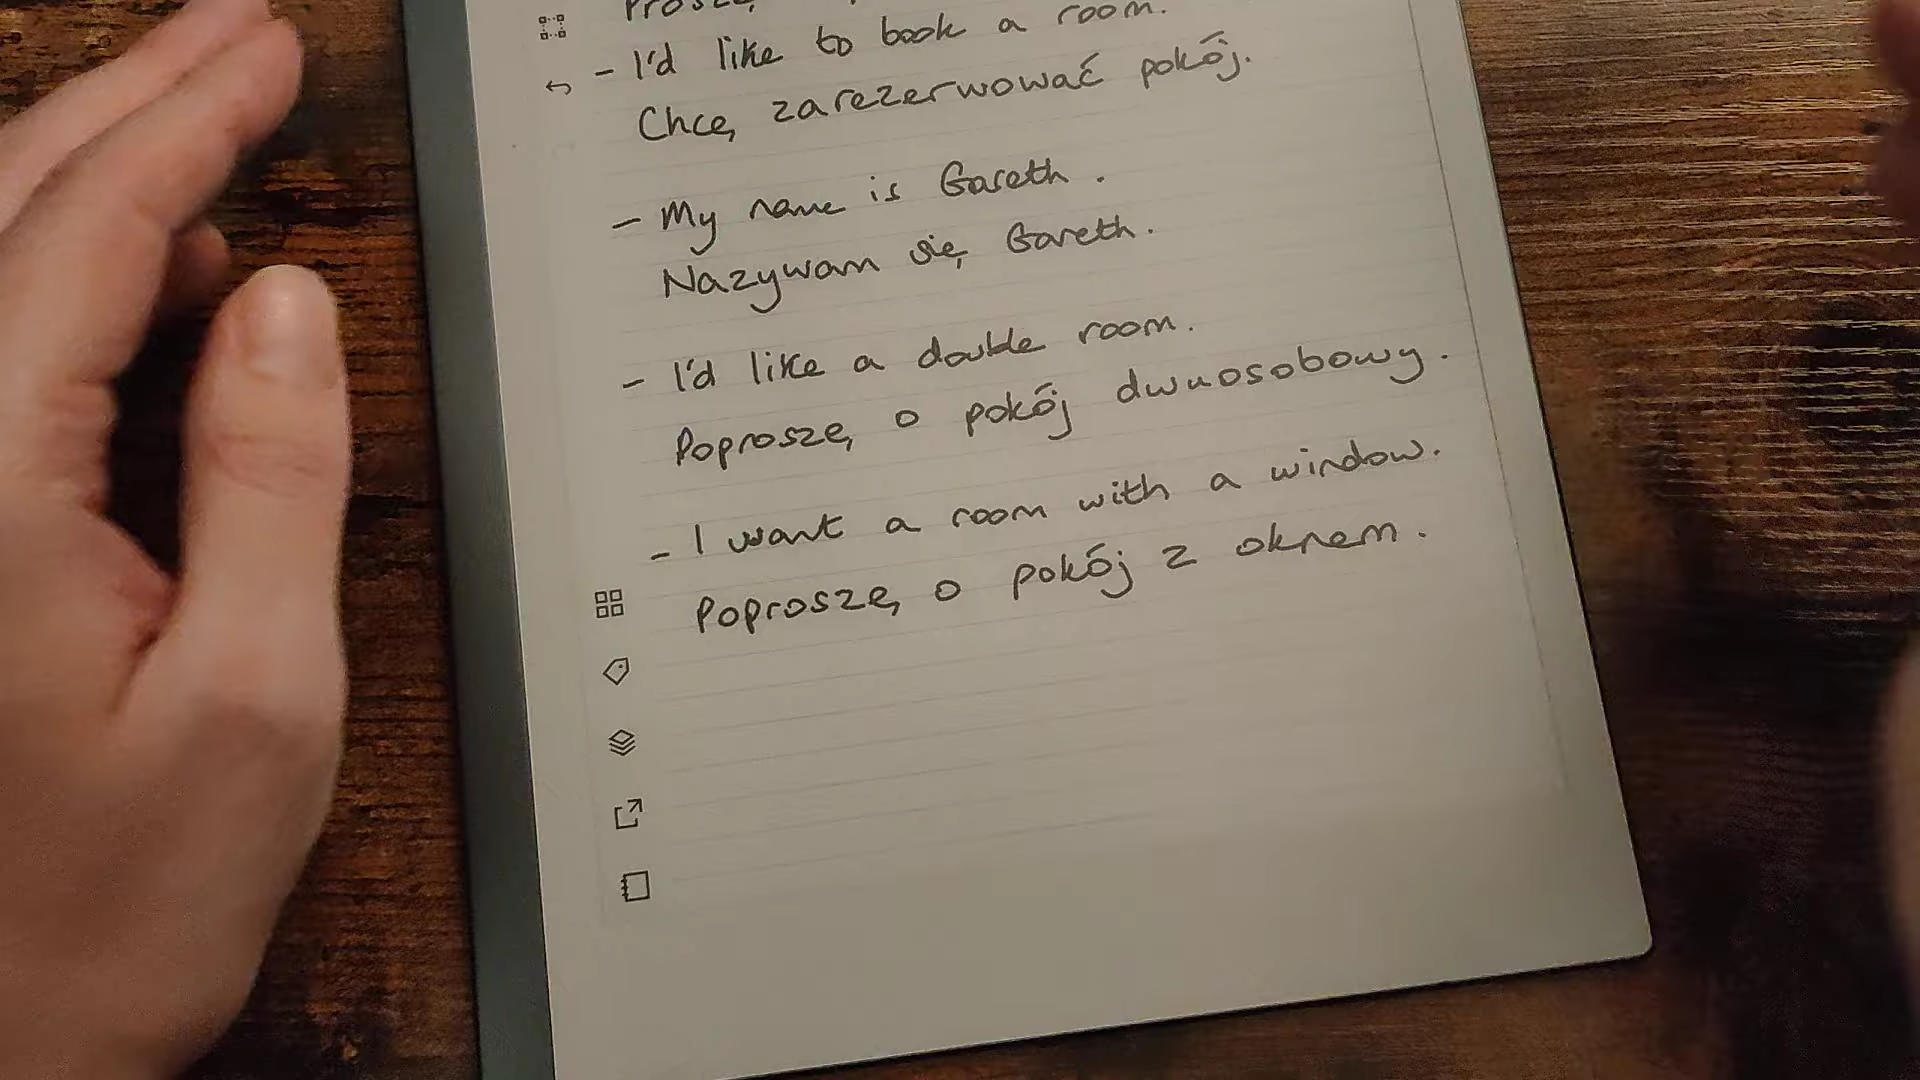 Proszę
- I'd like to book a room.
Chcę zarezerwować pokój.
- My name is Gareth.
Nazywam się Gareth.
- I'd like a double room.
Poproszę o pokój dwuosobowy.
- I want a room with a window.
Poproszę o pokój z oknem.